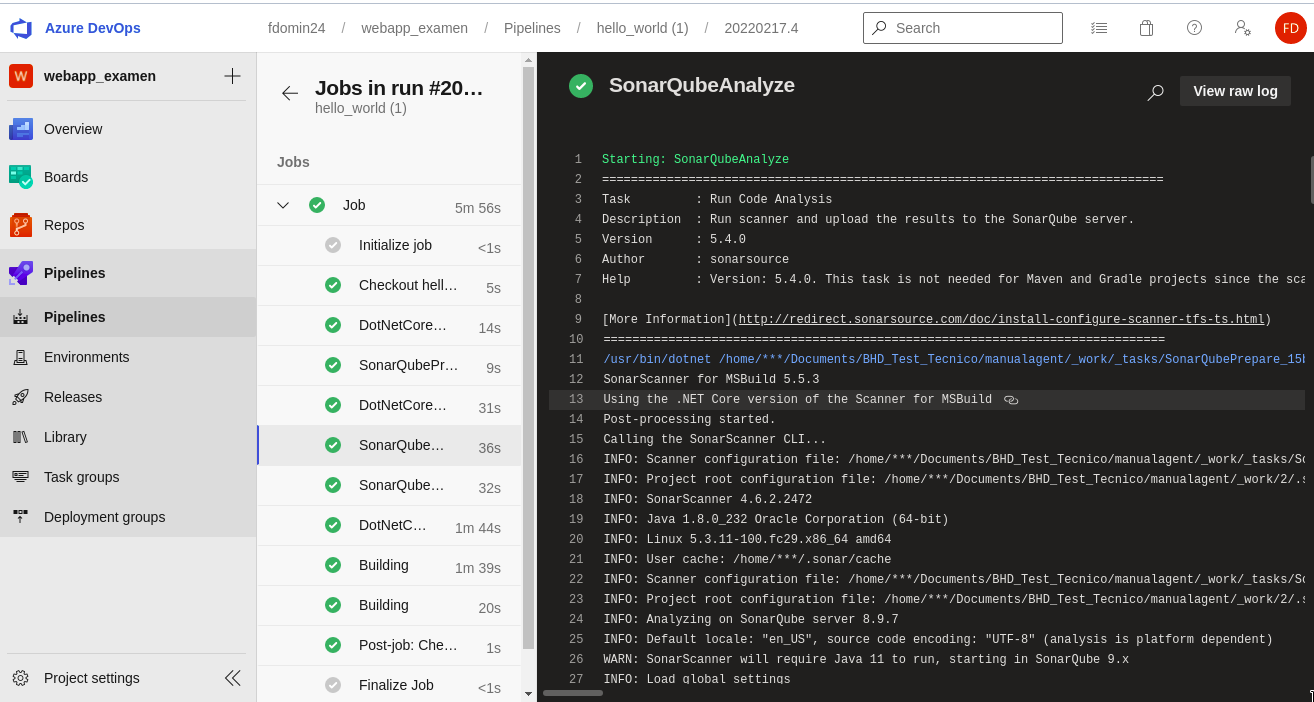 Azure DevOps
fdomin24 / webapp_examen / Pipelines / hello_world (1) / 20220217.4
Search
FD
W webapp_examen
Overview
Boards
Repos
Pipelines
Pipelines
Environments
Releases
Library
Task groups
Deployment groups
Project settings
Jobs in run #20...
hello_world (1)
Jobs
Job 5m 56s
Initialize job <1s
Checkout hell... 5s
DotNetCore... 14s
SonarQubePr... 9s
DotNetCore... 31s
SonarQube... 36s
SonarQube... 32s
DotNetC... 1m 44s
Building 1m 39s
Building 20s
Post-job: Che... 1s
Finalize Job <1s
SonarQubeAnalyze
View raw log
1 Starting: SonarQubeAnalyze
2 ==============================================================================
3 Task : Run Code Analysis
4 Description : Run scanner and upload the results to the SonarQube server.
5 Version : 5.4.0
6 Author : sonarsource
7 Help : Version: 5.4.0. This task is not needed for Maven and Gradle projects since the sca
8
9 [More Information](http://redirect.sonarsource.com/doc/install-configure-scanner-tfs-ts.html)
10 ==============================================================================
11 /usr/bin/dotnet /home/***/Documents/BHD_Test_Tecnico/manualagent/_work/_tasks/SonarQubePrepare_15b
12 SonarScanner for MSBuild 5.5.3
13 Using the .NET Core version of the Scanner for MSBuild
14 Post-processing started.
15 Calling the SonarScanner CLI...
16 INFO: Scanner configuration file: /home/***/Documents/BHD_Test_Tecnico/manualagent/_work/_tasks/So
17 INFO: Project root configuration file: /home/***/Documents/BHD_Test_Tecnico/manualagent/_work/2/.s
18 INFO: SonarScanner 4.6.2.2472
19 INFO: Java 1.8.0_232 Oracle Corporation (64-bit)
20 INFO: Linux 5.3.11-100.fc29.x86_64 amd64
21 INFO: User cache: /home/***/.sonar/cache
22 INFO: Scanner configuration file: /home/***/Documents/BHD_Test_Tecnico/manualagent/_work/_tasks/So
23 INFO: Project root configuration file: /home/***/Documents/BHD_Test_Tecnico/manualagent/_work/2/.s
24 INFO: Analyzing on SonarQube server 8.9.7
25 INFO: Default locale: "en_US", source code encoding: "UTF-8" (analysis is platform dependent)
26 WARN: SonarScanner will require Java 11 to run, starting in SonarQube 9.x
27 INFO: Load global settings